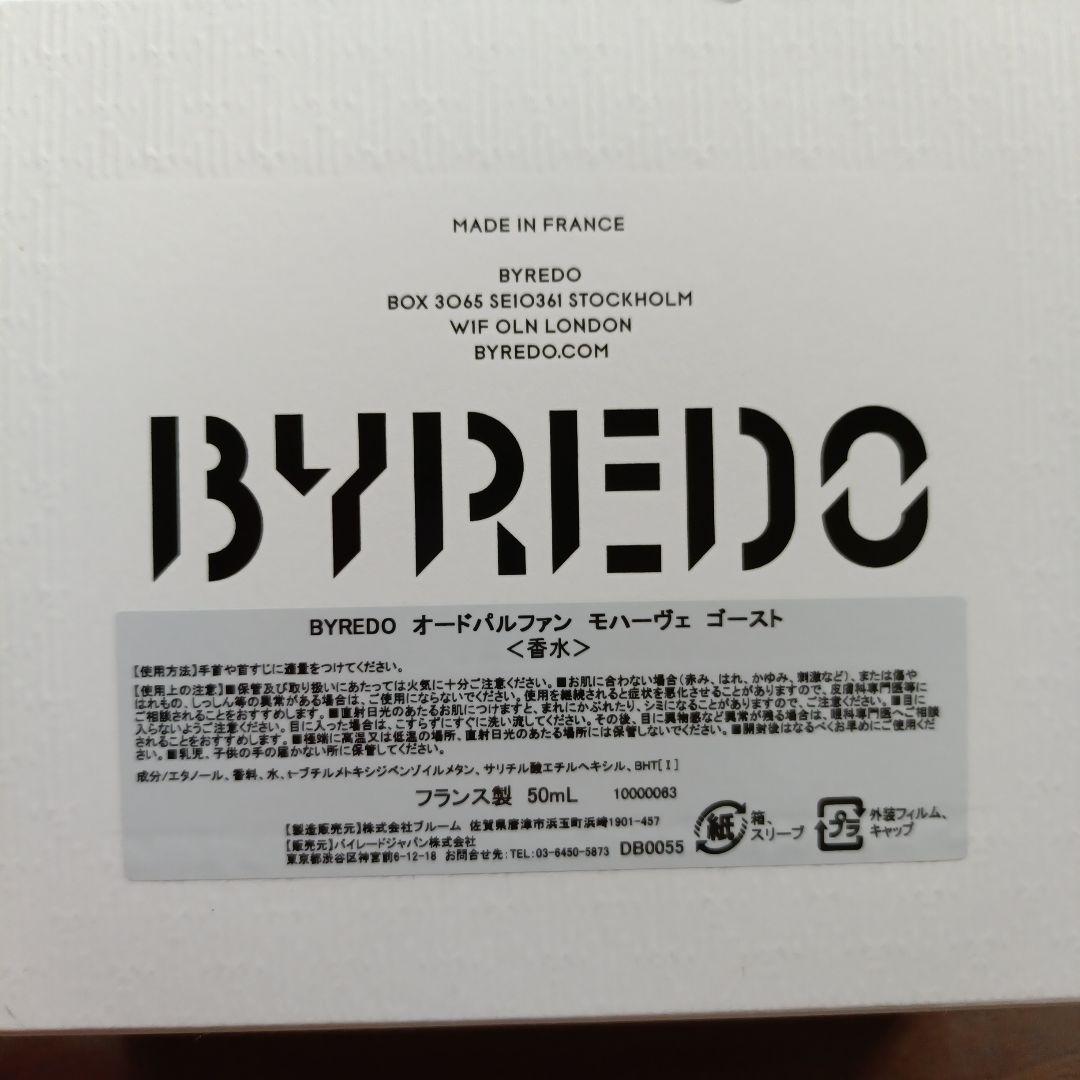 MADE IN FRANCE
BYREDO
BOX 3065 SE10361 STOCKHOLM
W1F OLN LONDON
BYREDO.COM
BYREDO
BYREDO オードパルファン モハーヴェ ゴースト
＜香水＞
【使用方法】手首や首すじに適量をつけてください。
【使用上の注意】■保管及び取り扱いにあたっては火気に十分ご注意ください。■お肌に合わない場合(赤み、はれ、かゆみ、刺激など)、または傷や
はれもの、しっしん等の異常がある場合は、ご使用にならないでください。使用を継続されると症状を悪化させることがありますので、皮膚科専門医等に
ご相談されることをおすすめします。■直射日光のあたるお肌につけますと、まれにかぶれたり、シミになることがありますので、ご注意ください。■目に
入らないようご注意ください。目に入った場合は、こすらずにすぐに洗い流してください。その後、目に異物感など異常が残る場合は、眼科専門医へご相談
されることをおすすめします。■極端に高温又は低温の場所、直射日光のあたる場所には保管しないでください。■開封後はなるべくお早めにご使用くだ
さい。■乳児、子供の手の届かない所に保管してください。
成分/エタノール、香料、水、t-ブチルメトキシジベンゾイルメタン、サリチル酸エチルヘキシル、BHT[I]
フランス製 50mL 10000063
【製造販売元】株式会社ブルーム 佐賀県唐津市浜玉町浜崎1901-457
【販売元】バイレードジャパン株式会社
東京都渋谷区神宮前6-12-18 お問合せ先:TEL:03-6450-5873 DB0055
紙 箱、
スリーブ
プラ 外装フィルム、
キャップ